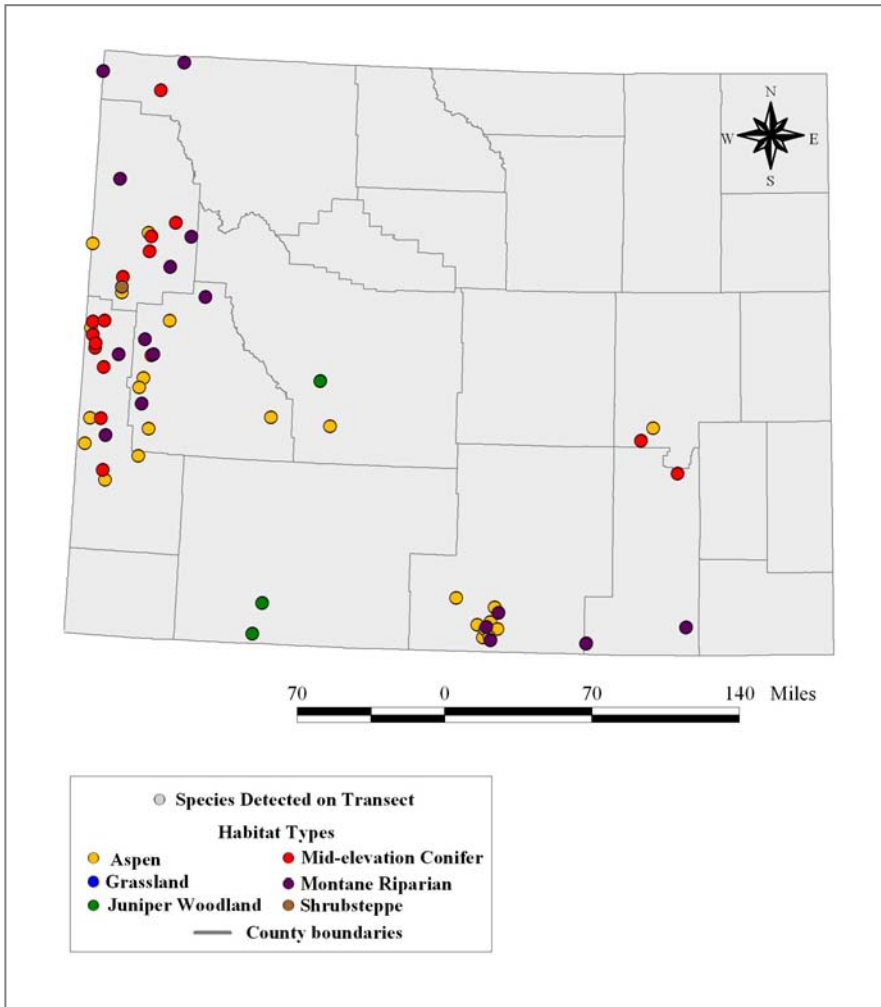 N
W E
S
70 0 70 140 Miles
Species Detected on Transect
Habitat Types
Aspen Mid-elevation Conifer
Grassland Montane Riparian
Juniper Woodland Shrubsteppe
County boundaries